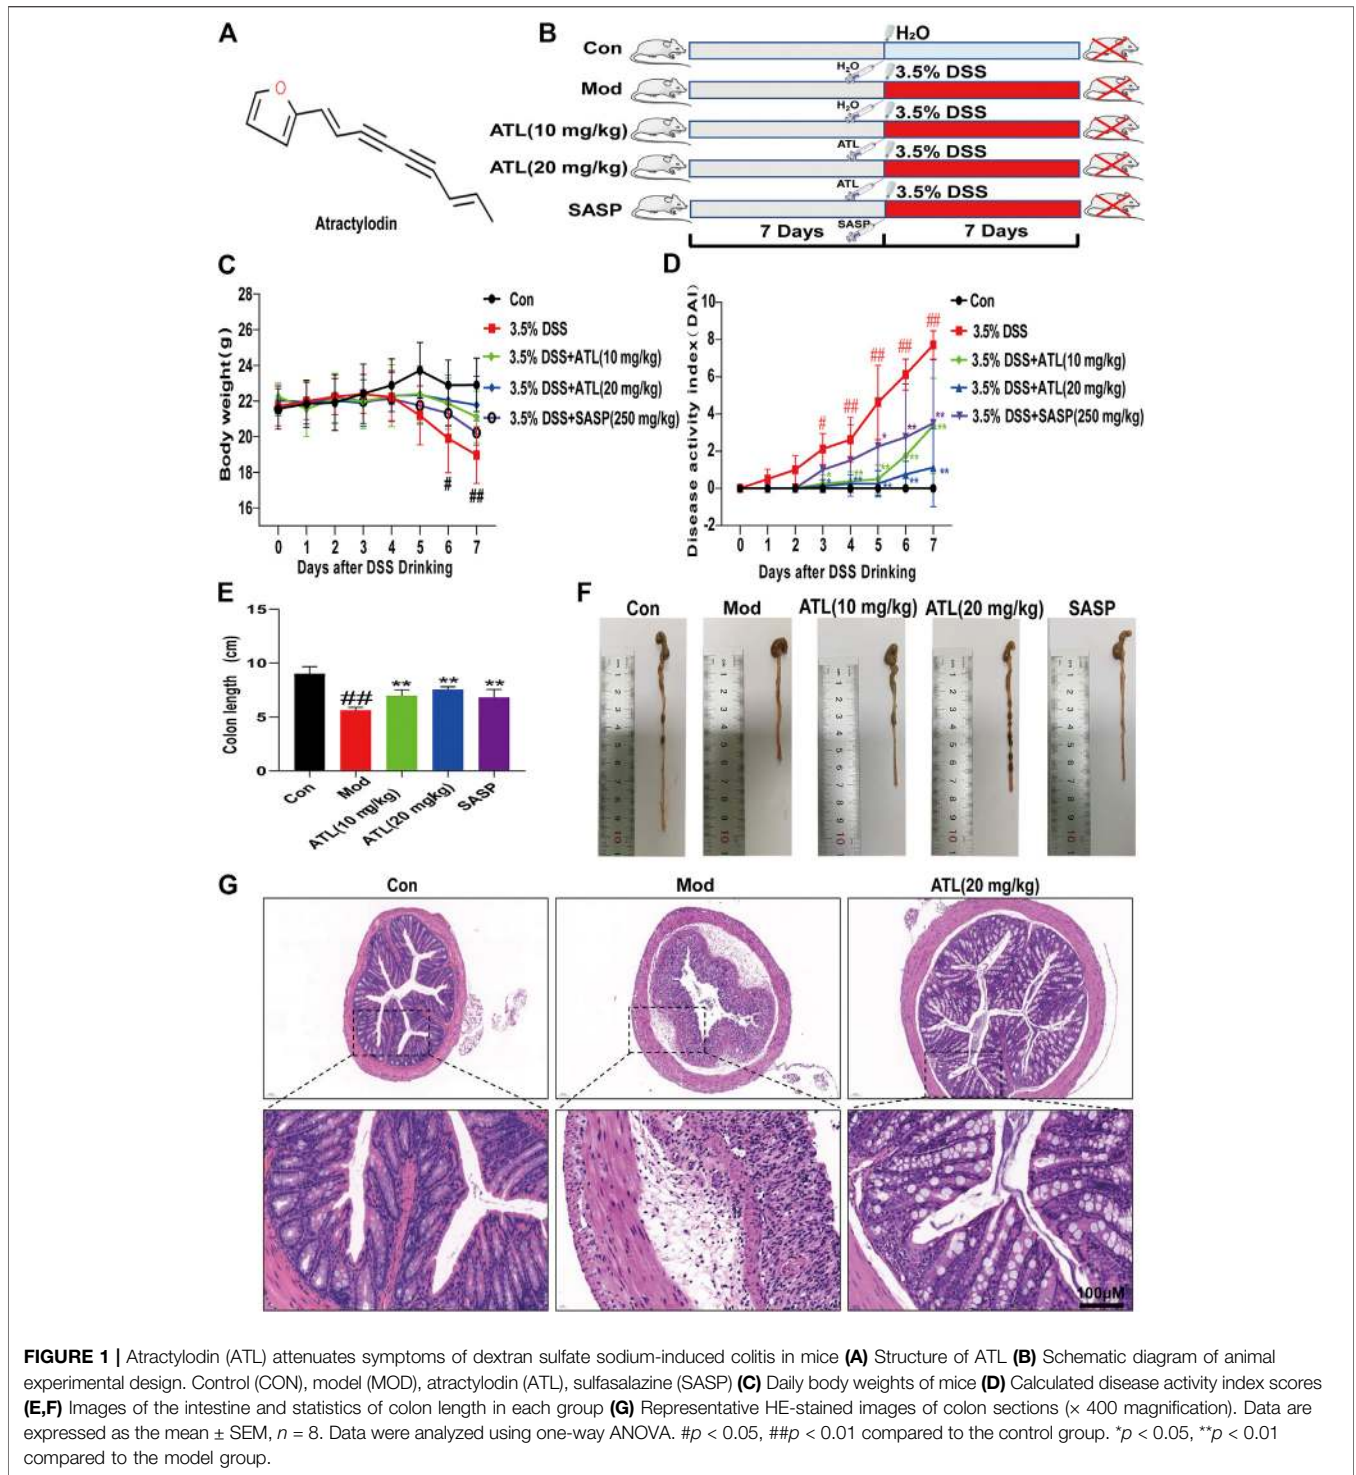 A
O
Atractylodin
B
Con
H₂O
H₂O
Mod
3.5% DSS
H₂O
ATL(10 mg/kg)
3.5% DSS
ATL
ATL(20 mg/kg)
3.5% DSS
ATL
SASP
3.5% DSS
SASP
7 Days
7 Days
C
Body weight(g)
28
26
24
22
20
18
16
0 1 2 3 4 5 6 7
Days after DSS Drinking
#
##
Con
3.5% DSS
3.5% DSS+ATL(10 mg/kg)
3.5% DSS+ATL(20 mg/kg)
3.5% DSS+SASP(250 mg/kg)
D
Disease activity index(DAI)
10
8
6
4
2
0
-2
0 1 2 3 4 5 6 7
Days after DSS Drinking
#
##
##
##
##
*
**
**
*
**
**
**
**
**
**
**
**
**
Con
3.5% DSS
3.5% DSS+ATL(10 mg/kg)
3.5% DSS+ATL(20 mg/kg)
3.5% DSS+SASP(250 mg/kg)
E
Colon length (cm)
15
10
5
0
##
**
**
**
Con
Mod
ATL(10 mg/kg)
ATL(20 mgkg)
SASP
F
Con
Mod
ATL(10 mg/kg)
ATL(20 mg/kg)
SASP
G
Con
Mod
ATL(20 mg/kg)
100μM
FIGURE 1 | Atractylodin (ATL) attenuates symptoms of dextran sulfate sodium-induced colitis in mice (A) Structure of ATL (B) Schematic diagram of animal
experimental design. Control (CON), model (MOD), atractylodin (ATL), sulfasalazine (SASP) (C) Daily body weights of mice (D) Calculated disease activity index scores
(E,F) Images of the intestine and statistics of colon length in each group (G) Representative HE-stained images of colon sections (× 400 magnification). Data are
expressed as the mean ± SEM, n = 8. Data were analyzed using one-way ANOVA. #p < 0.05, ##p < 0.01 compared to the control group. *p < 0.05, **p < 0.01
compared to the model group.